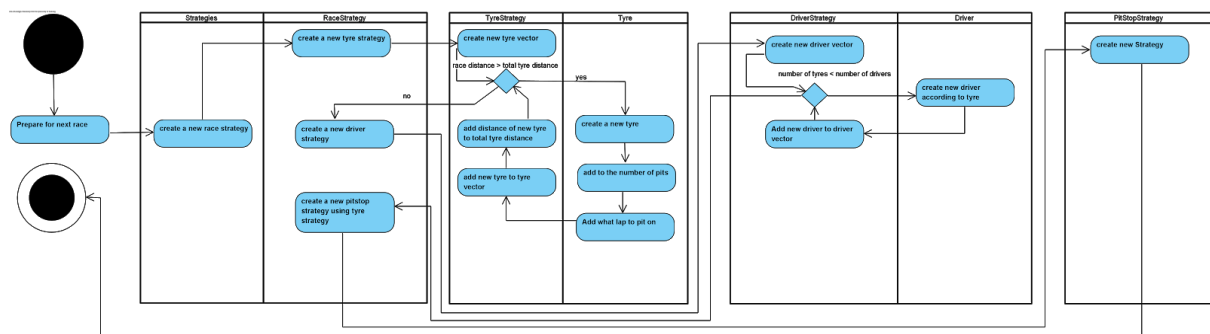 Strategies
RaceStrategy
TyreStrategy
Tyre
DriverStrategy
Driver
PitStopStrategy
Prepare for next race
create a new race strategy
create a new tyre strategy
create new tyre vector
race distance > total tyre distance
yes
no
create a new driver
strategy
add distance of new tyre
to total tyre distance
create a new tyre
add new tyre to tyre
vector
add to the number of pits
Add what lap to pit on
create a new pitstop
strategy using tyre
strategy
create new driver vector
number of tyres < number of drivers
create new driver
according to tyre
Add new driver to driver
vector
create new Strategy